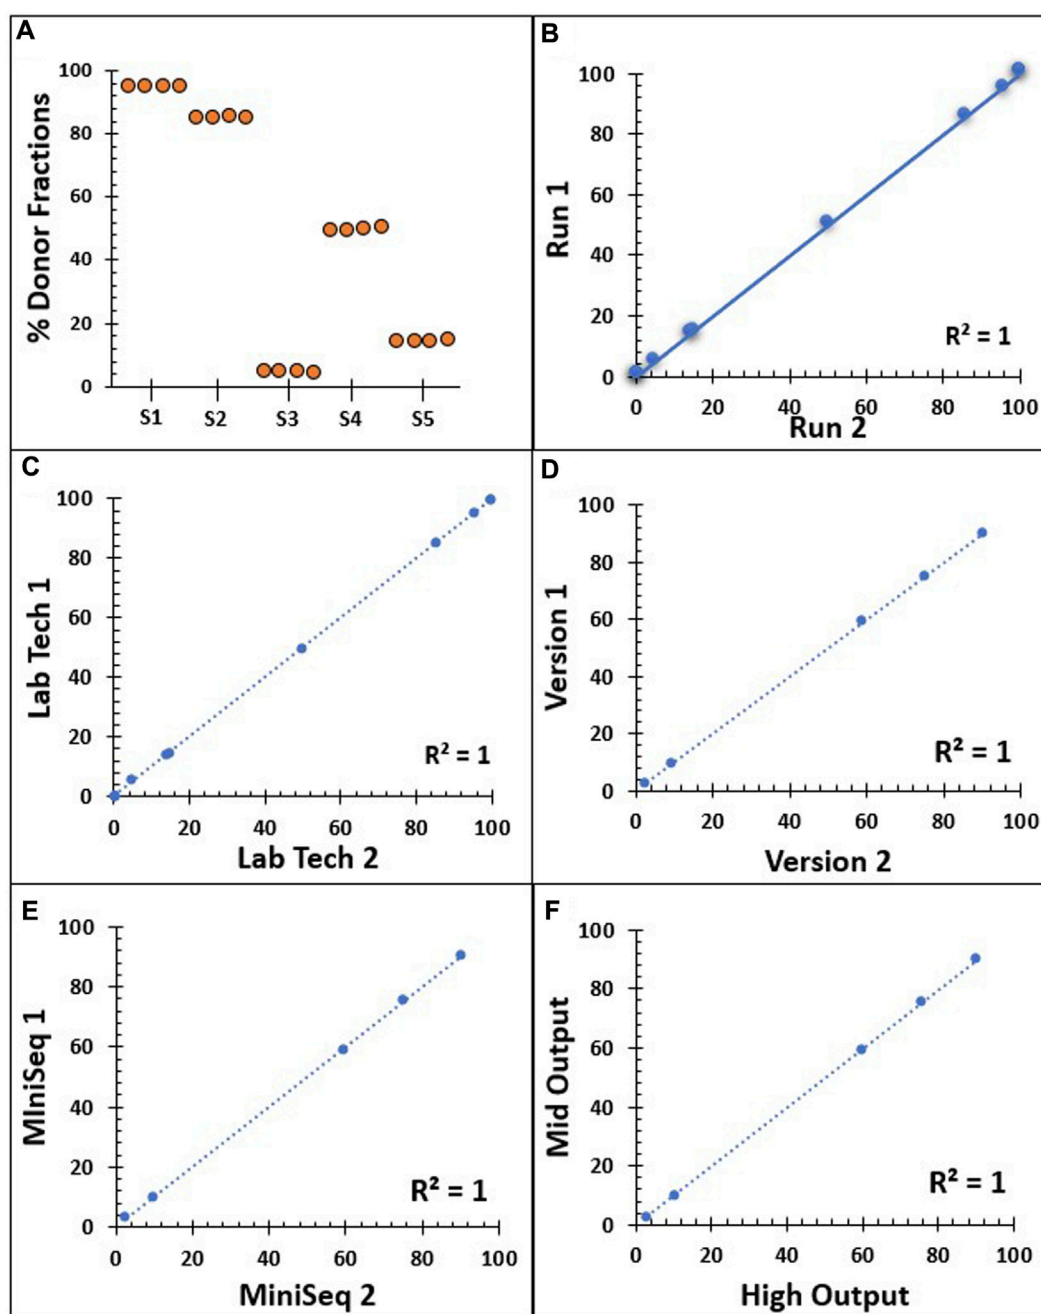 A
% Donor Fractions
100
80
60
40
20
0
S1 S2 S3 S4 S5
B
Run 1
100
80
60
40
20
0
R² = 1
0 20 40 60 80 100
Run 2
C
Lab Tech 1
100
80
60
40
20
0
R² = 1
0 20 40 60 80 100
Lab Tech 2
D
Version 1
100
80
60
40
20
0
R² = 1
0 20 40 60 80 100
Version 2
E
MIniSeq 1
100
80
60
40
20
0
R² = 1
0 20 40 60 80 100
MiniSeq 2
F
Mid Output
100
80
60
40
20
0
R² = 1
0 20 40 60 80 100
High Output